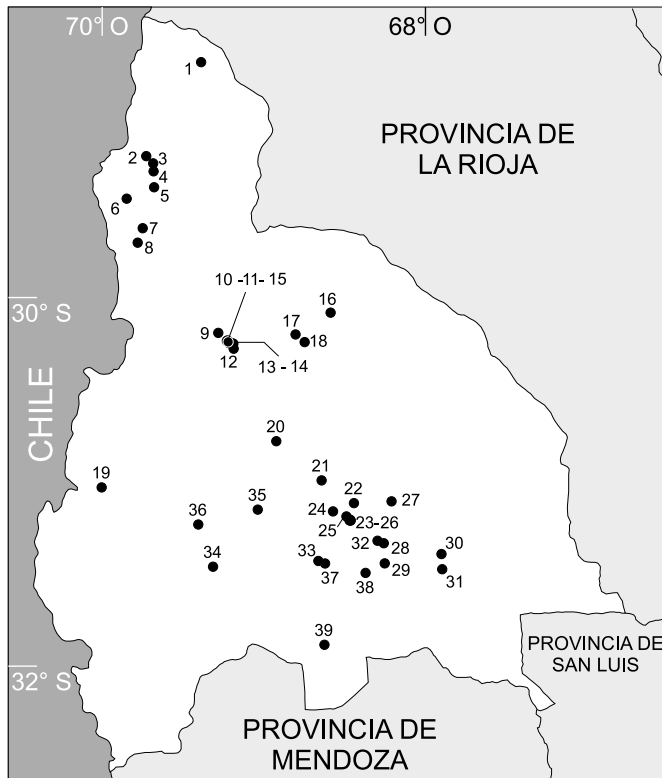 70° O
68° O
1
PROVINCIA DE
LA RIOJA
2
3
4
5
6
7
8
30° S
10 -11- 15
16
9
17
18
12
13 - 14
CHILE
20
19
21
22
27
35
24
36
25
23-26
32
28
30
33
34
37
29
31
38
39
PROVINCIA DE
SAN LUIS
32° S
PROVINCIA DE
MENDOZA